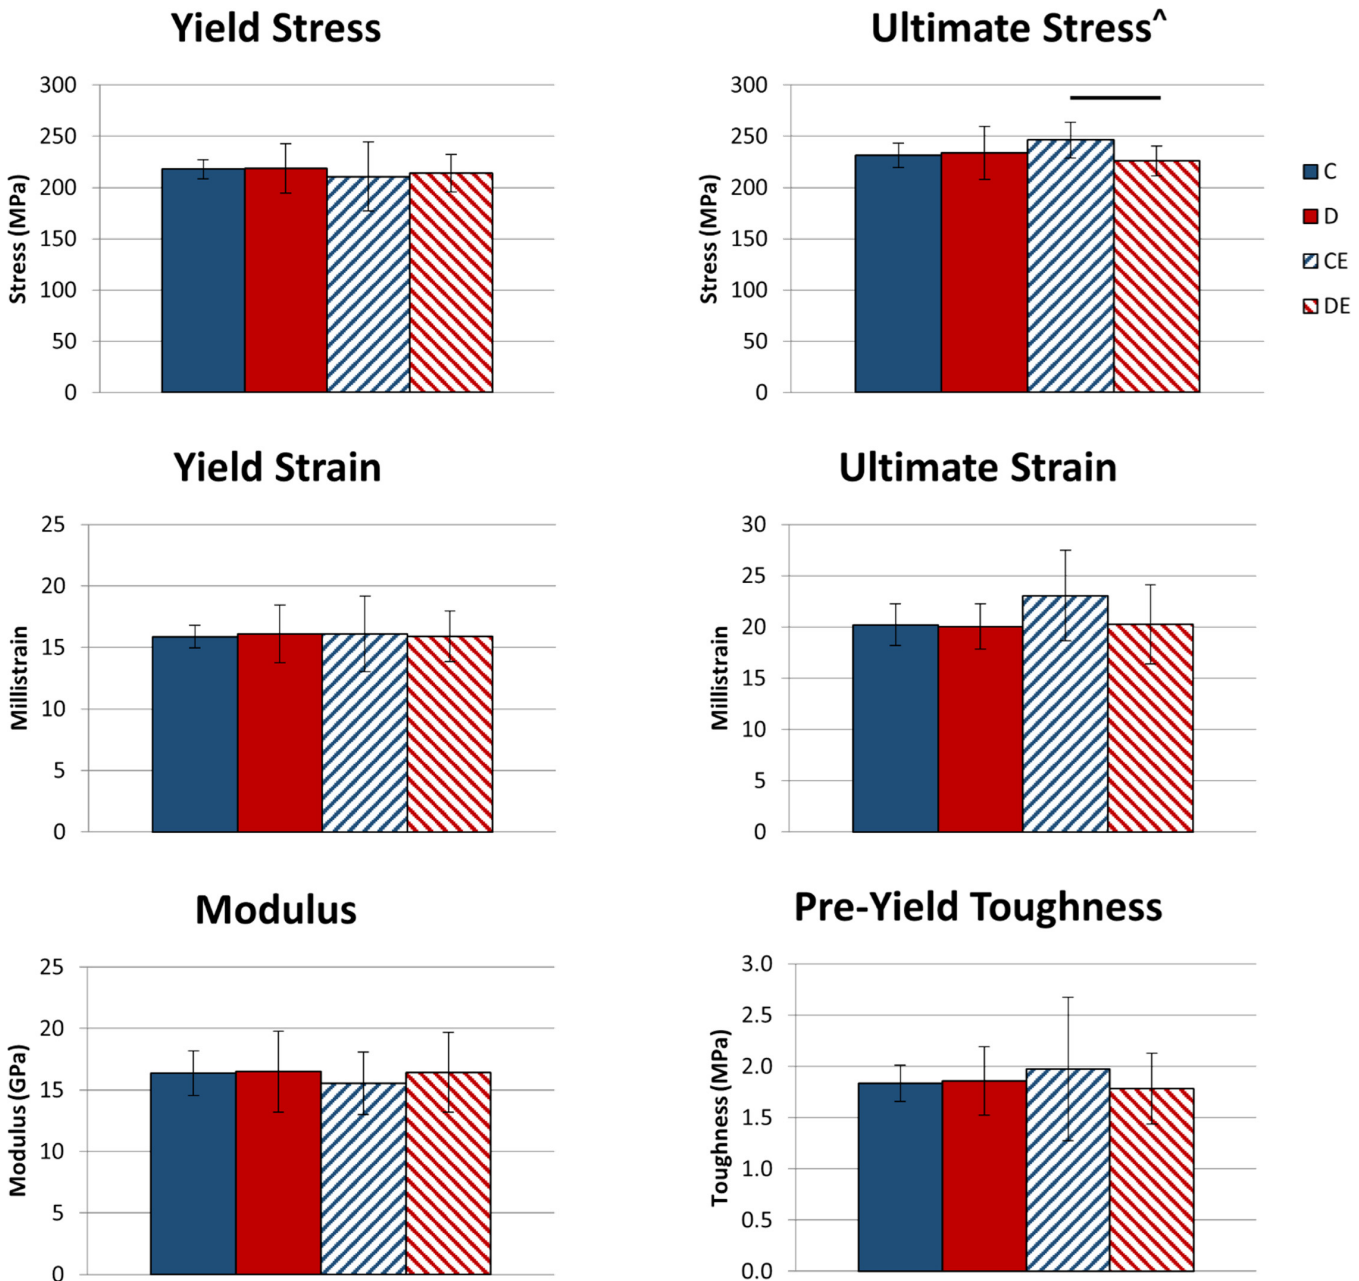 Yield Stress
Stress (MPa)
300
250
200
150
100
50
0
Ultimate Stress^
Stress (MPa)
300
250
200
150
100
50
0
C
D
CE
DE
Yield Strain
Millistrain
25
20
15
10
5
0
Ultimate Strain
Millistrain
30
25
20
15
10
5
0
Modulus
Modulus (GPa)
25
20
15
10
5
0
Pre-Yield Toughness
Toughness (MPa)
3.0
2.5
2.0
1.5
1.0
0.5
0.0